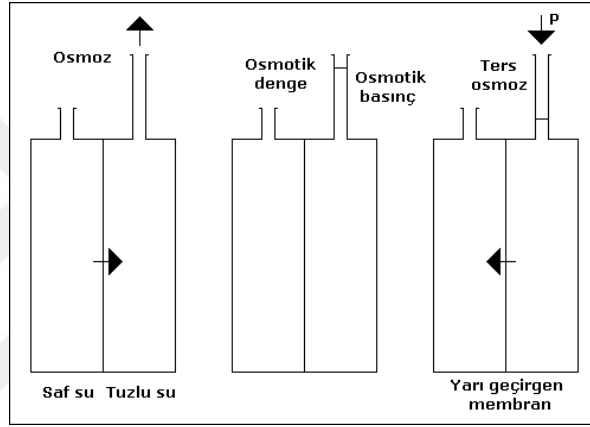 Osmoz
Osmotik
denge
Osmotik
basınç
P
Ters
osmoz
Saf su
Tuzlu su
Yarı geçirgen
membran